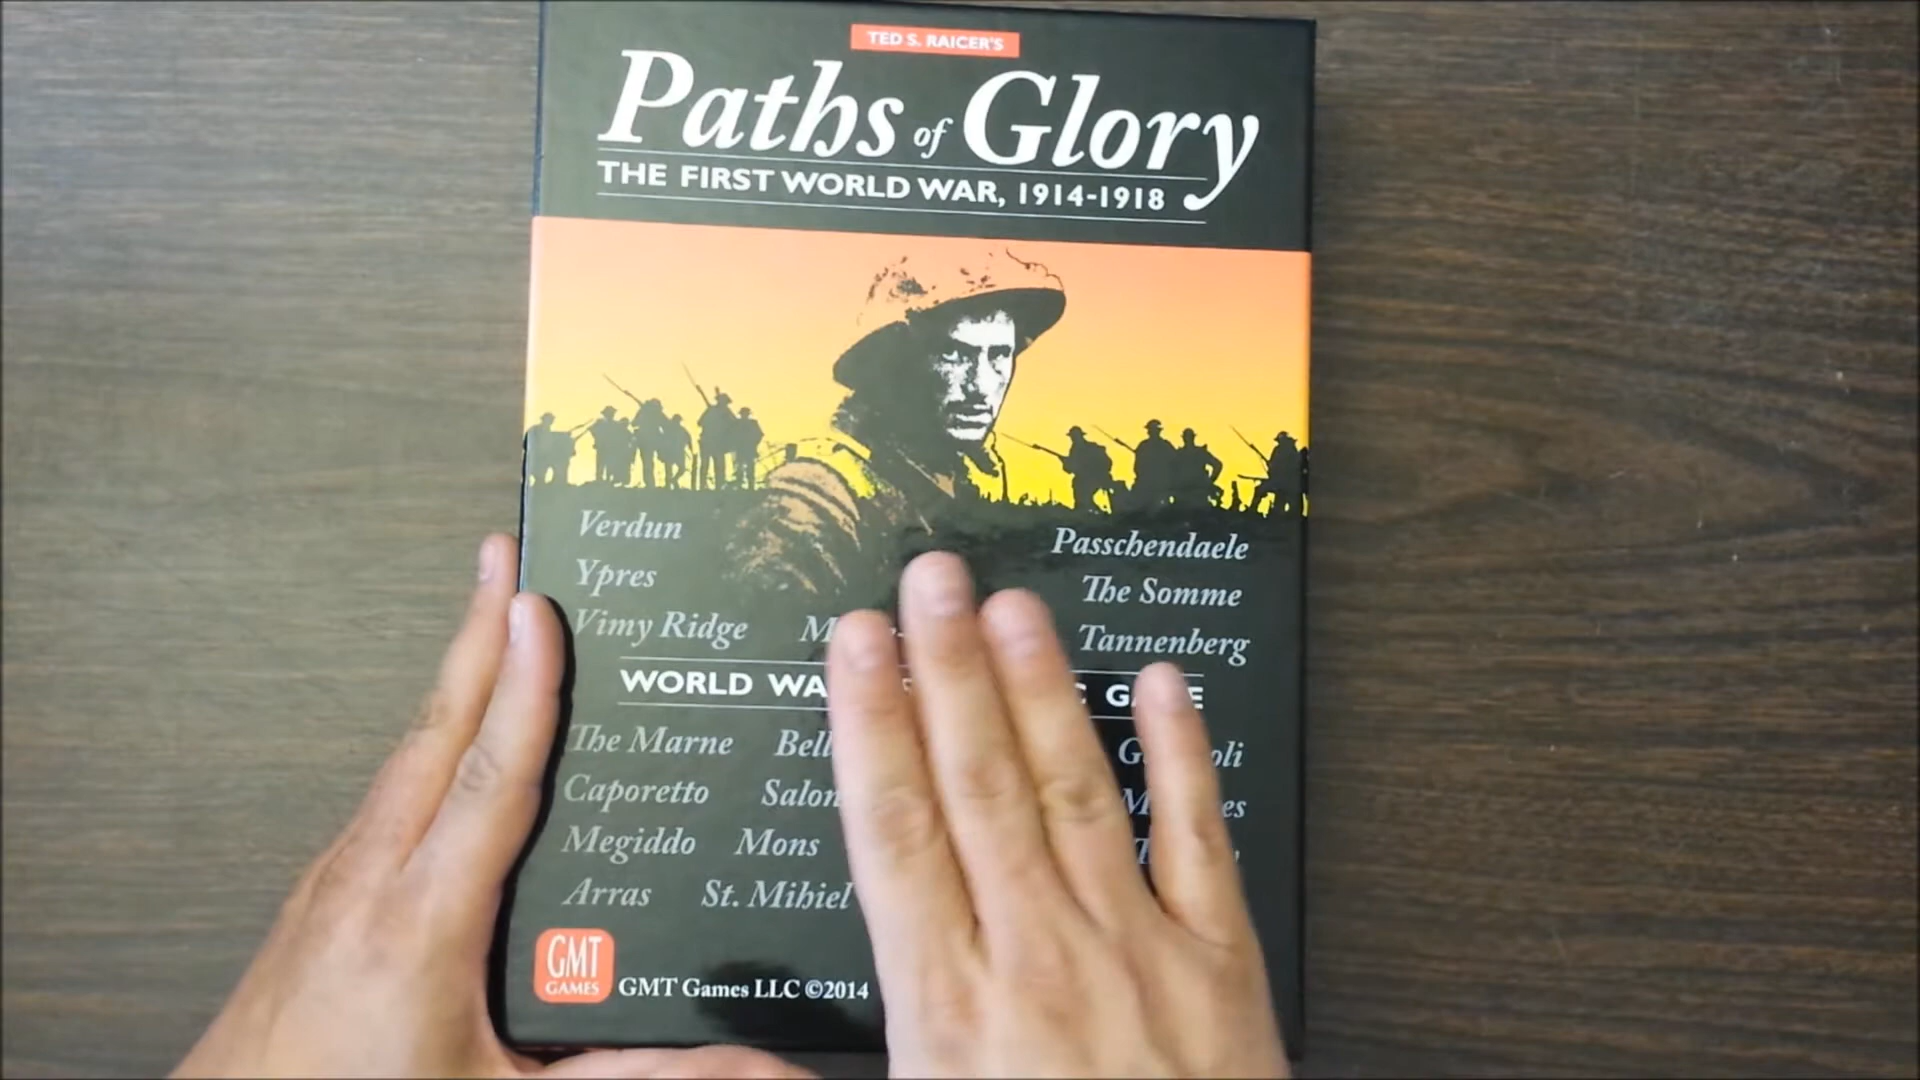 TED S. RAICER'S
Paths of Glory
THE FIRST WORLD WAR, 1914-1918
Verdun Passchendaele
Ypres The Somme
Vimy Ridge Tannenberg
WORLD
The Marne
Caporetto
Megiddo Mons
Arras St. Mihiel
GMT
GAMES
GMT Games LLC ©2014